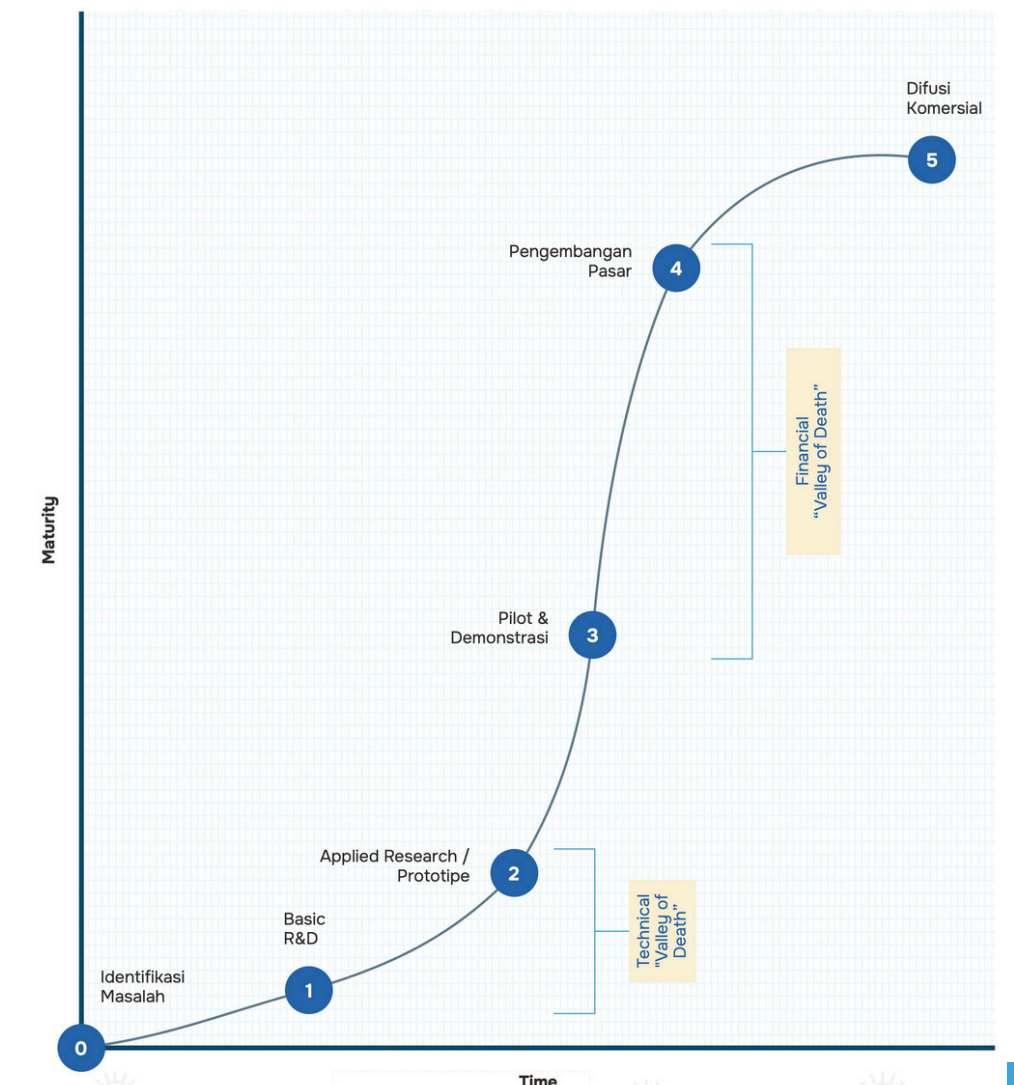 Difusi
Komersial
5
Pengembangan
Pasar
4
Financial
“Valley of Death”
Maturity
Pilot &
Demonstrasi
3
Applied Research /
Prototipe
2
Technical
"Valley of
Death”
Basic
R&D
1
Identifikasi
Masalah
0
Time